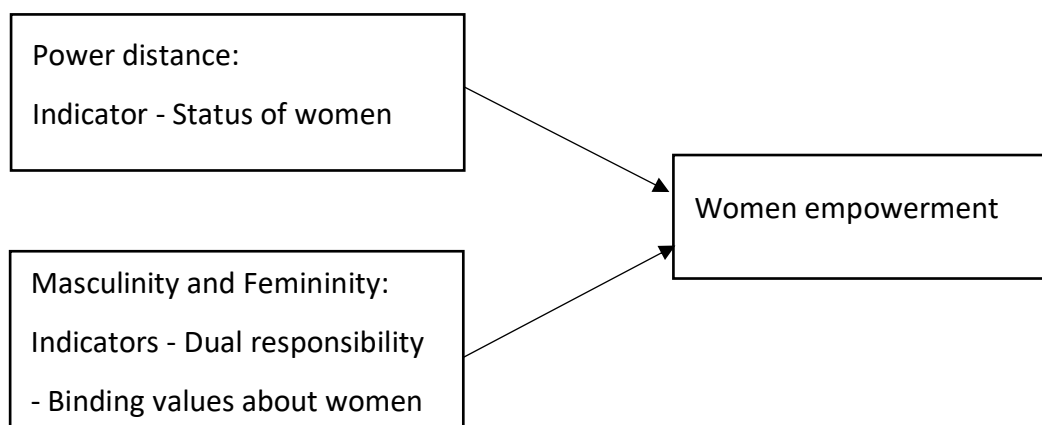 Power distance:
Indicator - Status of women
Women empowerment
Masculinity and Femininity:
Indicators - Dual responsibility
- Binding values about women